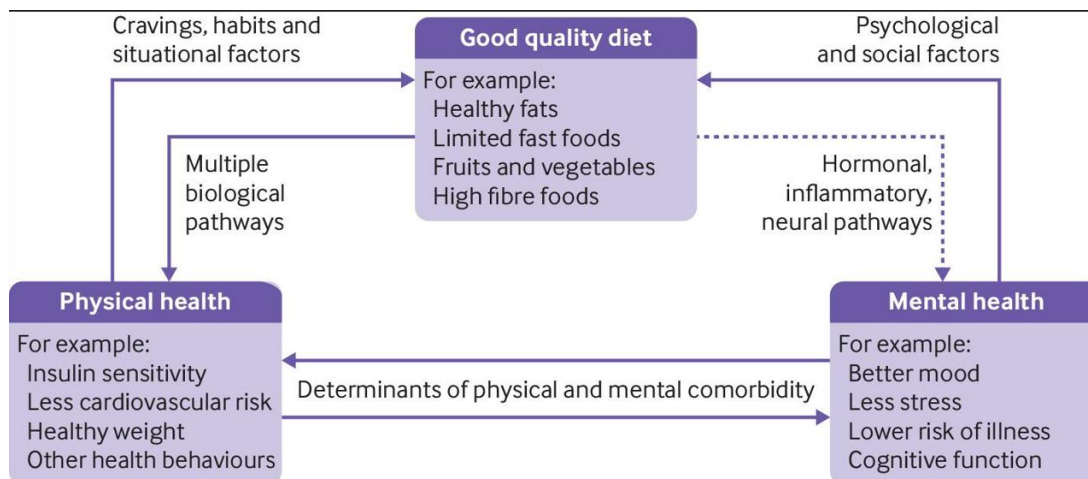 Cravings, habits and
situational factors
Good quality diet
For example:
Healthy fats
Limited fast foods
Fruits and vegetables
High fibre foods
Psychological
and social factors
Multiple
biological
pathways
Hormonal,
inflammatory,
neural pathways
Physical health
For example:
Insulin sensitivity
Less cardiovascular risk
Healthy weight
Other health behaviours
Determinants of physical and mental comorbidity
Mental health
For example:
Better mood
Less stress
Lower risk of illness
Cognitive function